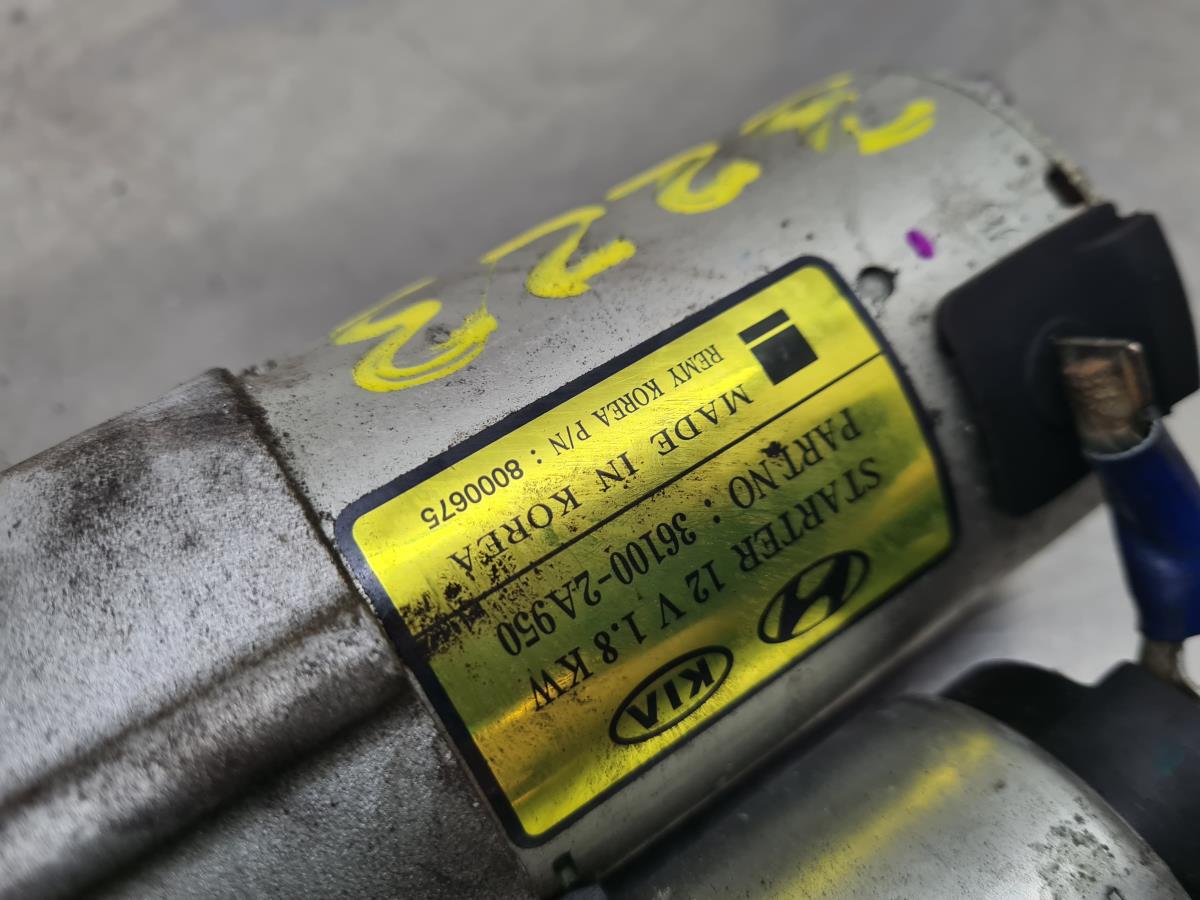 KIA
STARTER 12 V 1.8 KW
PART.NO : 36100-2A950
MADE IN KOREA
REMY KOREA P/N : 8000675